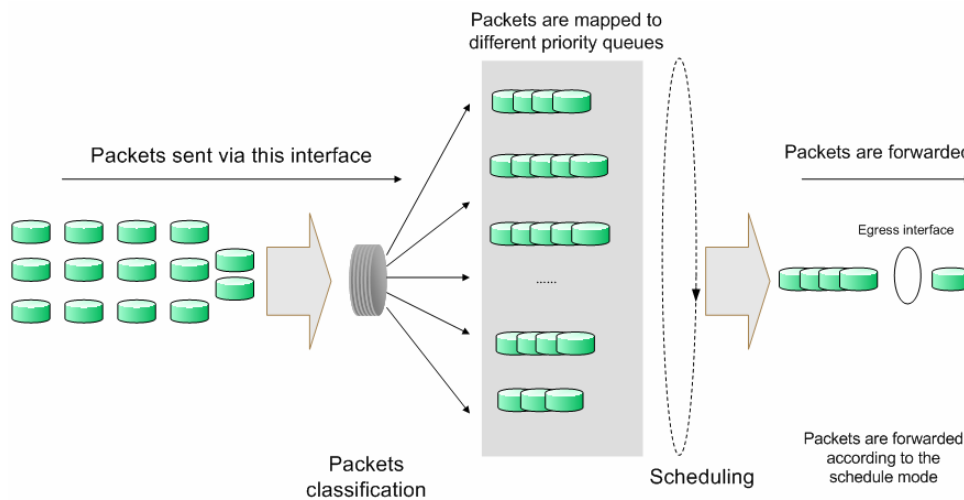 Packets are mapped to
different priority queues
Packets sent via this interface
Packets are forwarded
Egress interface
......
Packets
classification
Scheduling
Packets are forwarded
according to the
schedule mode